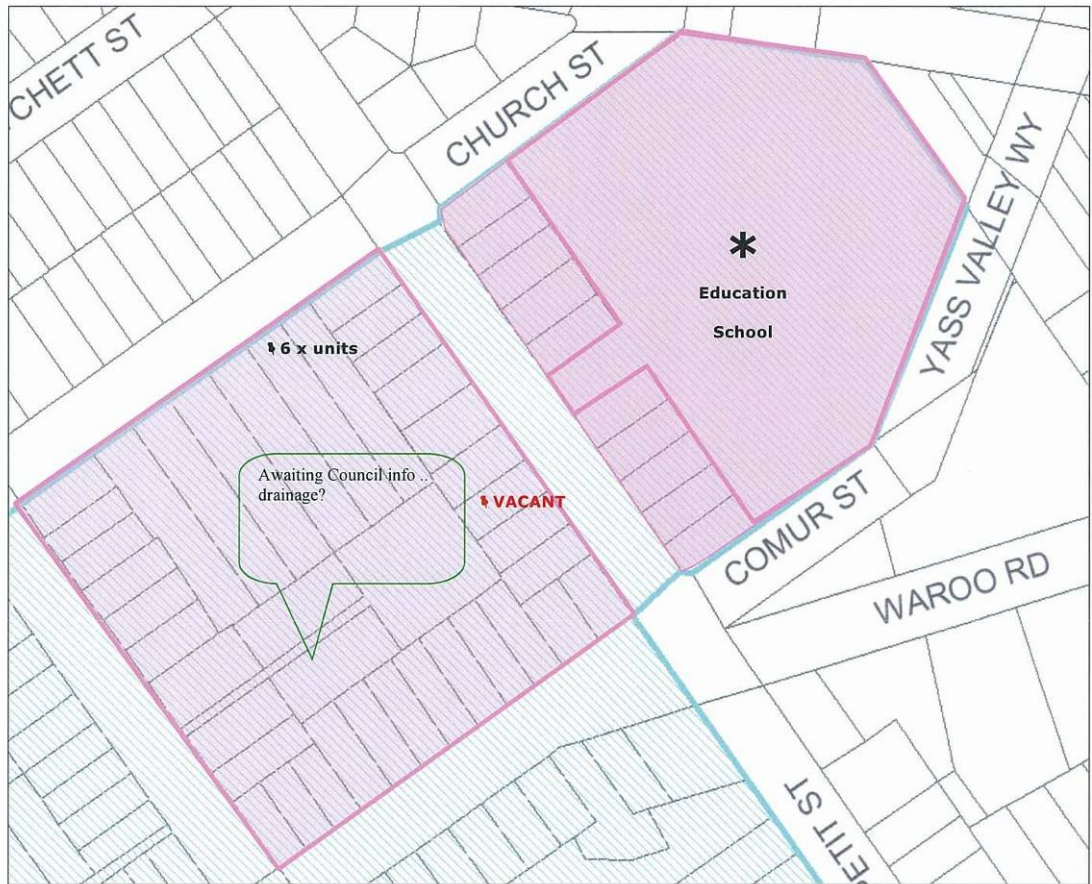 CHETT ST
CHURCH ST
YASS VALLEY WY
*
Education
School
6 x units
Awaiting Council info ..
drainage?
VACANT
COMUR ST
WAROO RD
PETIT ST